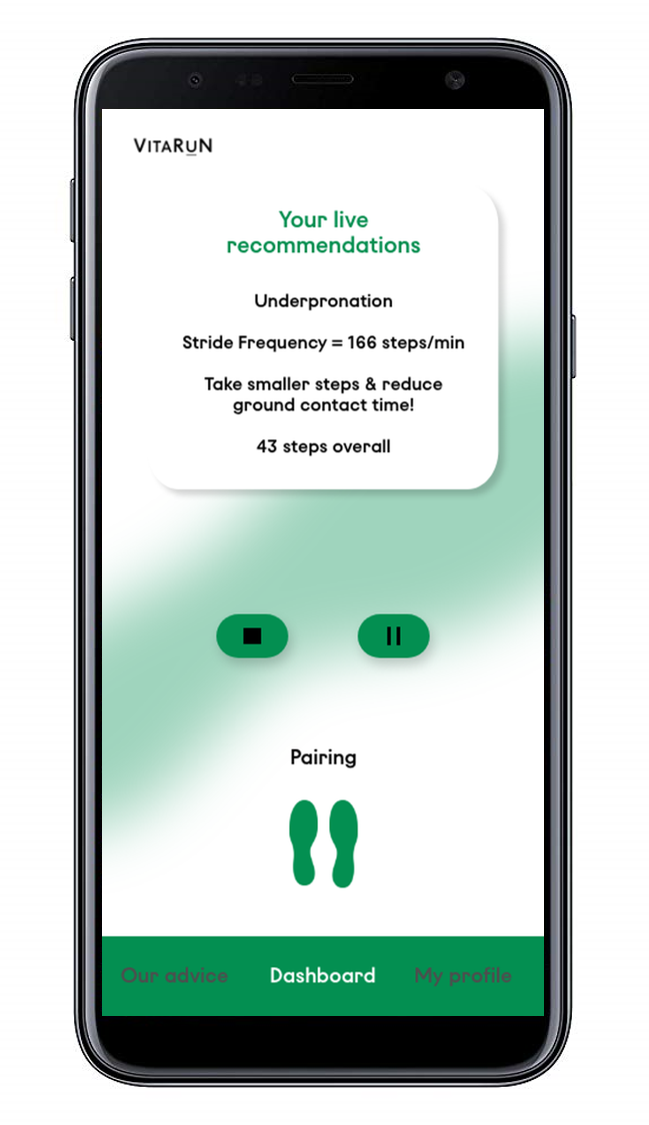 VITARUN
Your live
recommendations
Underpronation
Stride Frequency = 166 steps/min
Take smaller steps & reduce
ground contact time!
43 steps overall
Pairing
Our advice Dashboard My profile